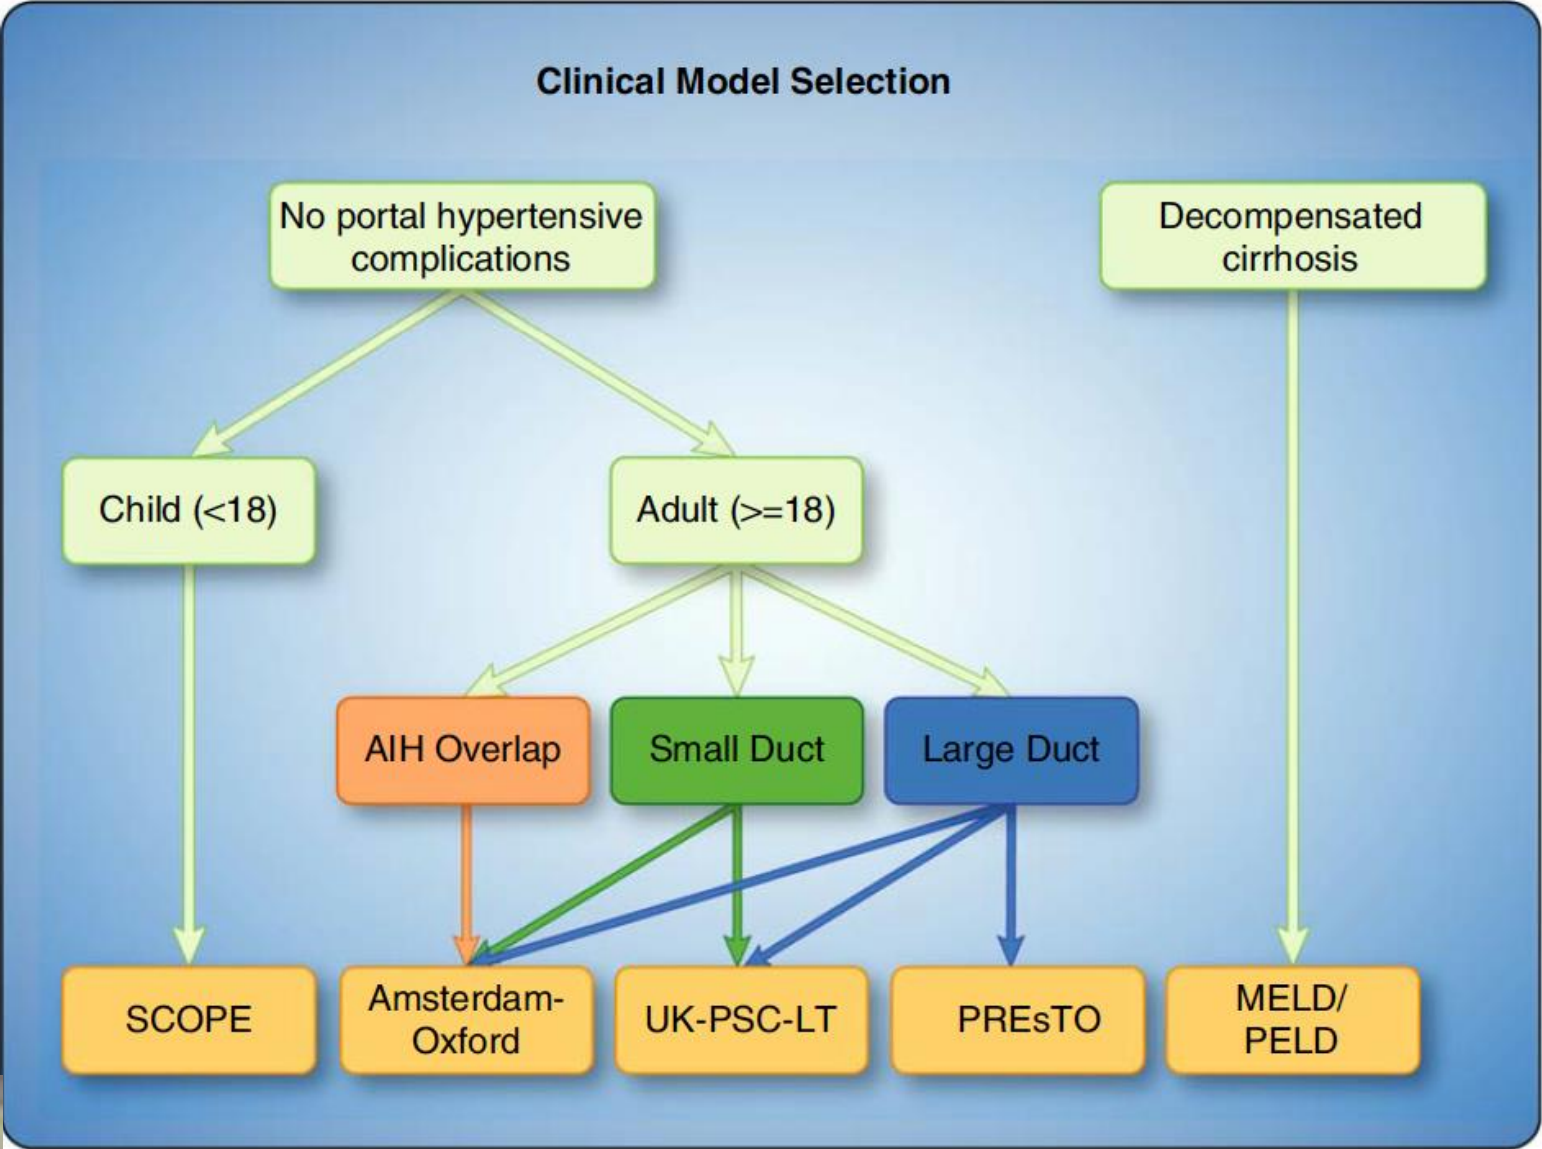 Clinical Model Selection
No portal hypertensive
complications
Decompensated
cirrhosis
Child (<18)
Adult (>=18)
AIH Overlap
Small Duct
Large Duct
SCOPE
Amsterdam-
Oxford
UK-PSC-LT
PREsTO
MELD/
PELD